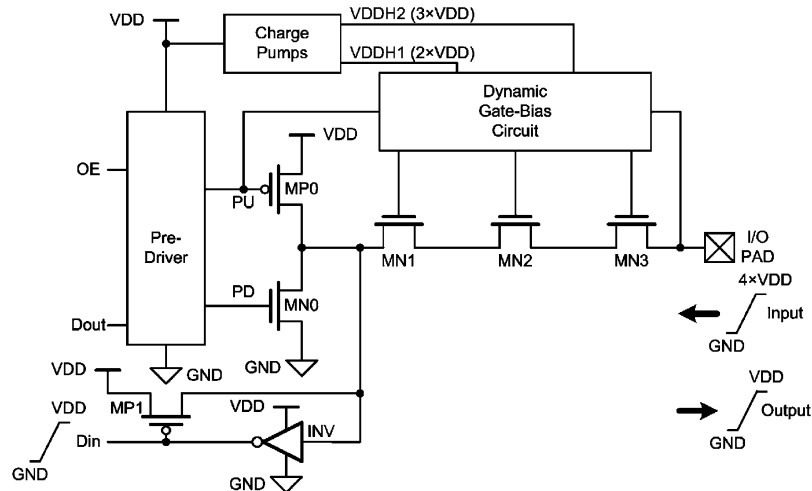 VDD
Charge
Pumps
VDDH2 (3×VDD)
VDDH1 (2×VDD)
Dynamic
Gate-Bias
Circuit
VDD
OE
PU
MP0
Pre-
Driver
MN1
MN2
MN3
I/O
PAD
PD
MN0
4×VDD
Input
GND
Dout
GND
GND
VDD
VDD
MP1
VDD
VDD
Output
GND
Din
INV
GND
GND